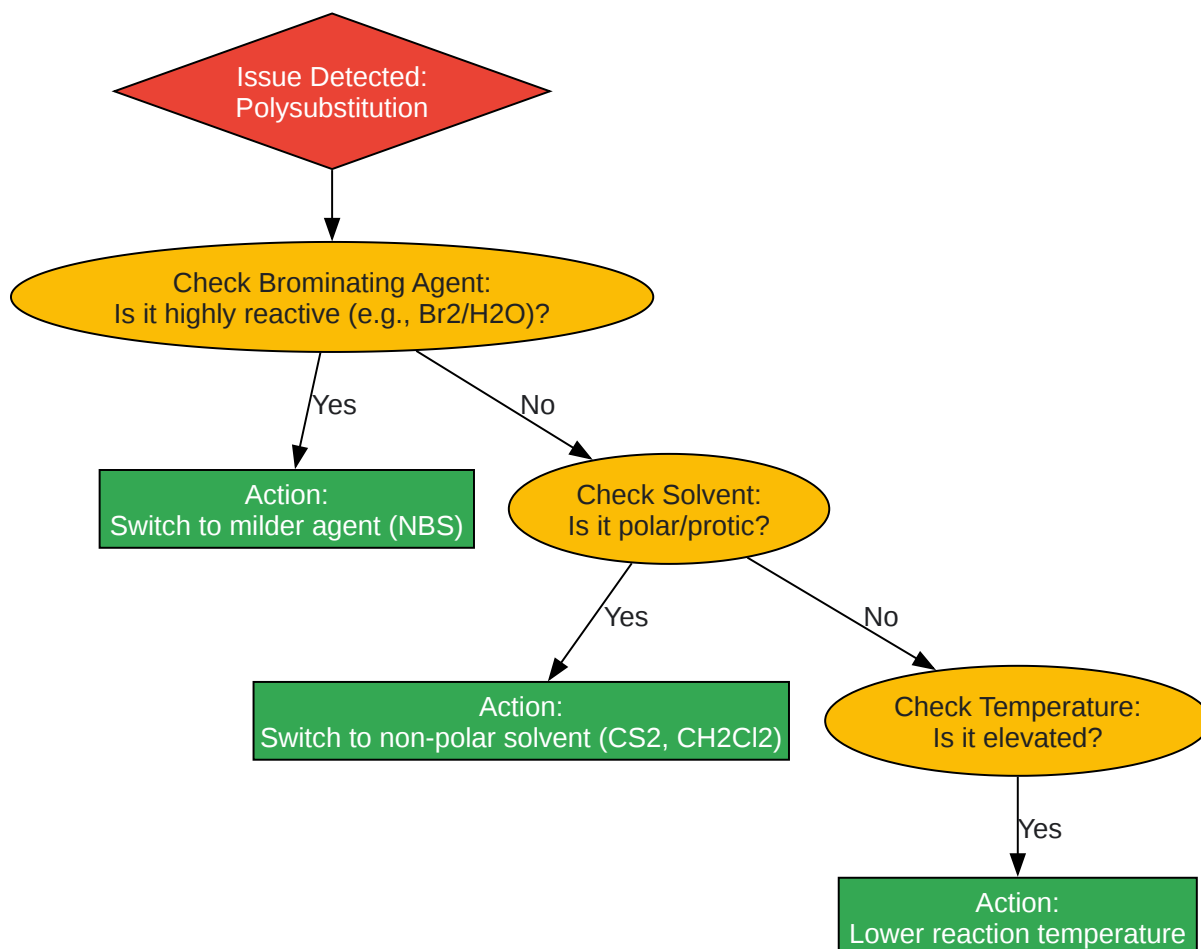 Issue Detected:
Polysubstitution
Check Brominating Agent:
Is it highly reactive (e.g., Br2/H2O)?
Yes
No
Action:
Switch to milder agent (NBS)
Check Solvent:
Is it polar/protic?
Yes
No
Action:
Switch to non-polar solvent (CS2, CH2Cl2)
Check Temperature:
Is it elevated?
Yes
Action:
Lower reaction temperature